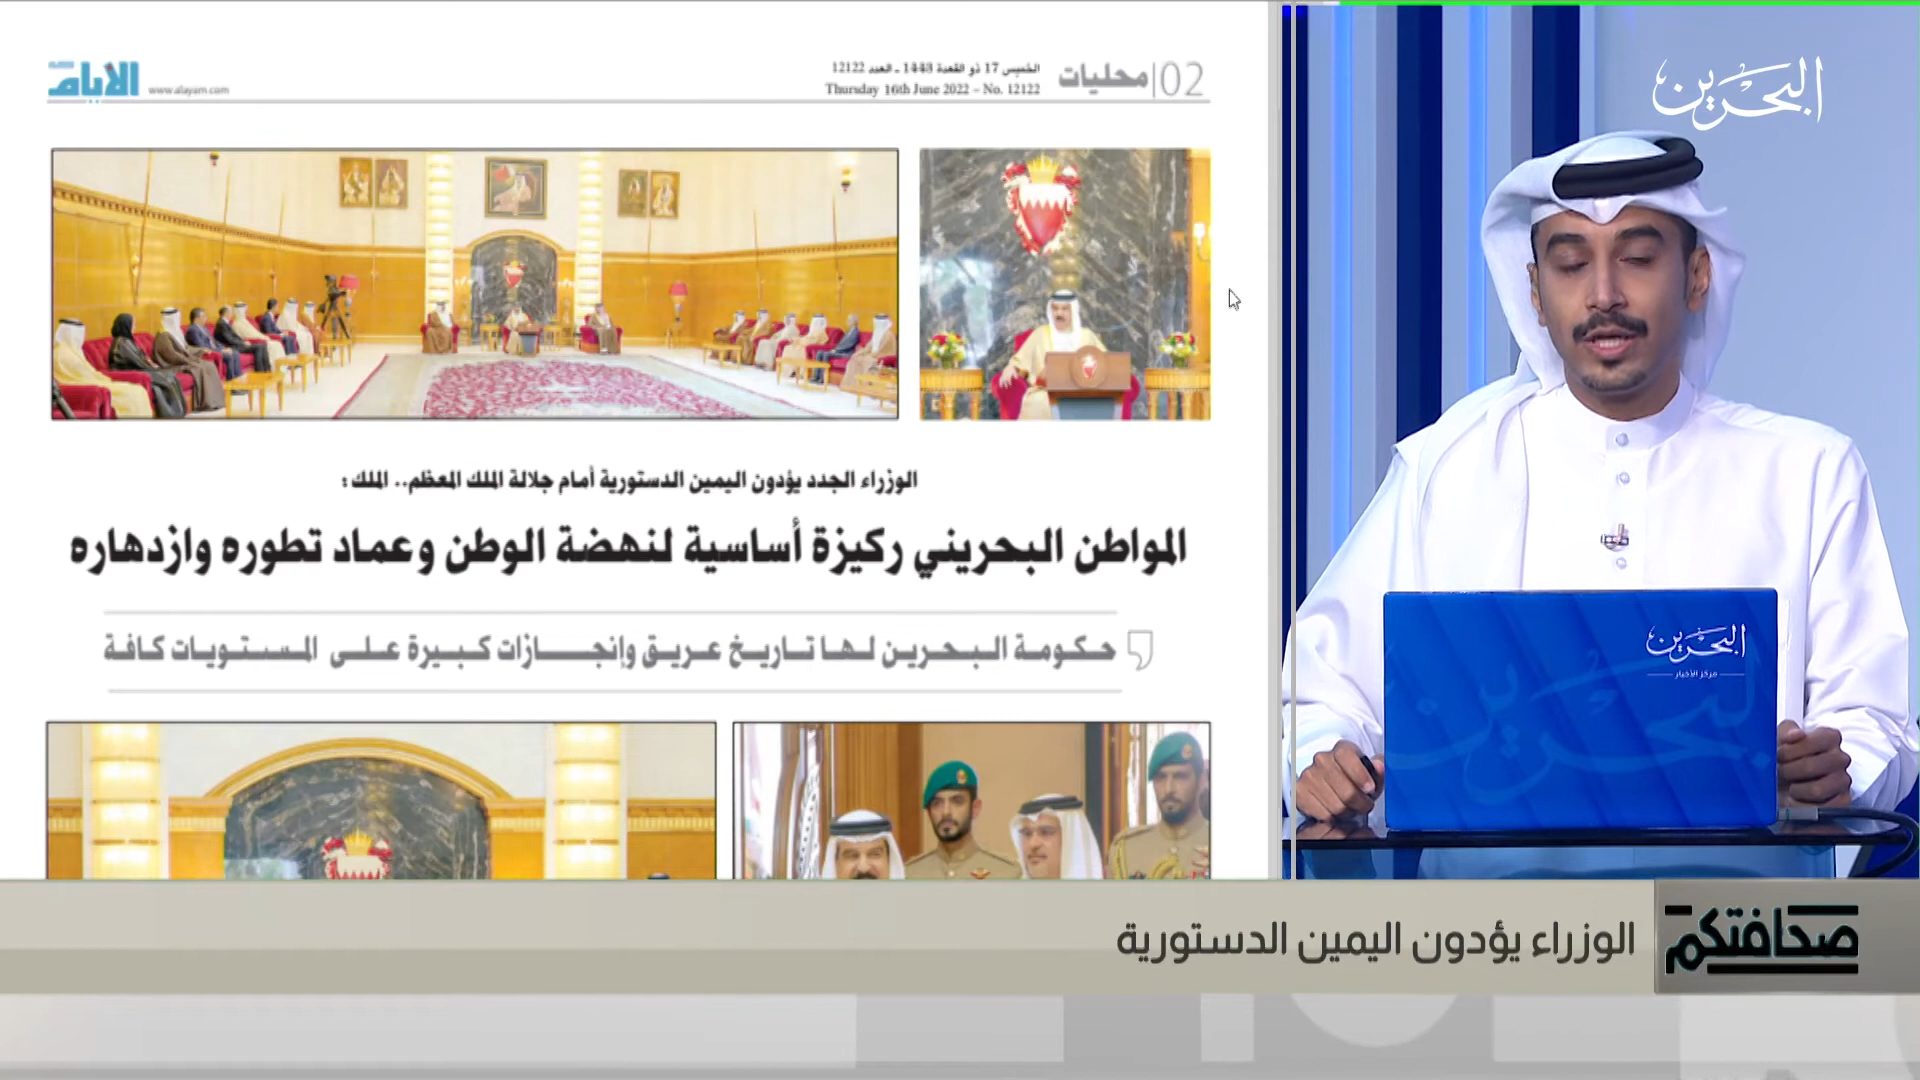 02|محليات
الخميس 17 ذو القعدة 1443 ـ العدد 12122
Thursday 16th June 2022 – No. 12122
www.alayam.com
الأيام
الوزراء الجدد يؤدون اليمين الدستورية أمام جلالة الملك المعظم.. الملك:
المواطن البحريني ركيزة أساسية لنهضة الوطن وعماد تطوره وازدهاره
حكومة البحرين لها تاريخ عريق وإنجازات كبيرة على المستويات كافة
البحرين
البحرين
مركز الأخبار
البحرين
صحافتكم
الوزراء يؤدون اليمين الدستورية